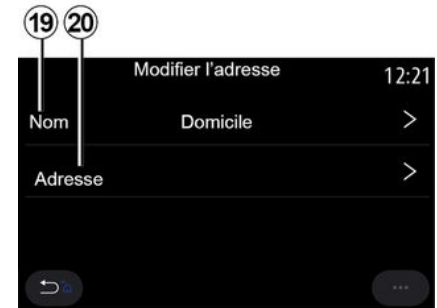 19 20
Modifier l'adresse 12:21
Nom Domicile >
Adresse >
...